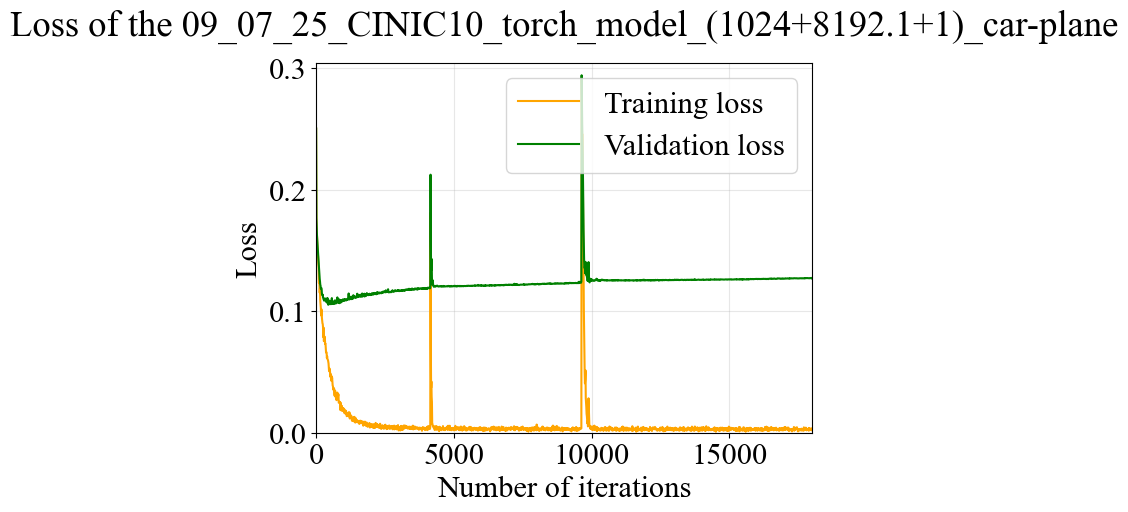 Loss of the 09_07_25_CINIC10_torch_model_(1024+8192.1+1)_car-plane
0.3
Training loss
Validation loss
0.2
Loss
0.1
0.0
0 5000 10000 15000
Number of iterations